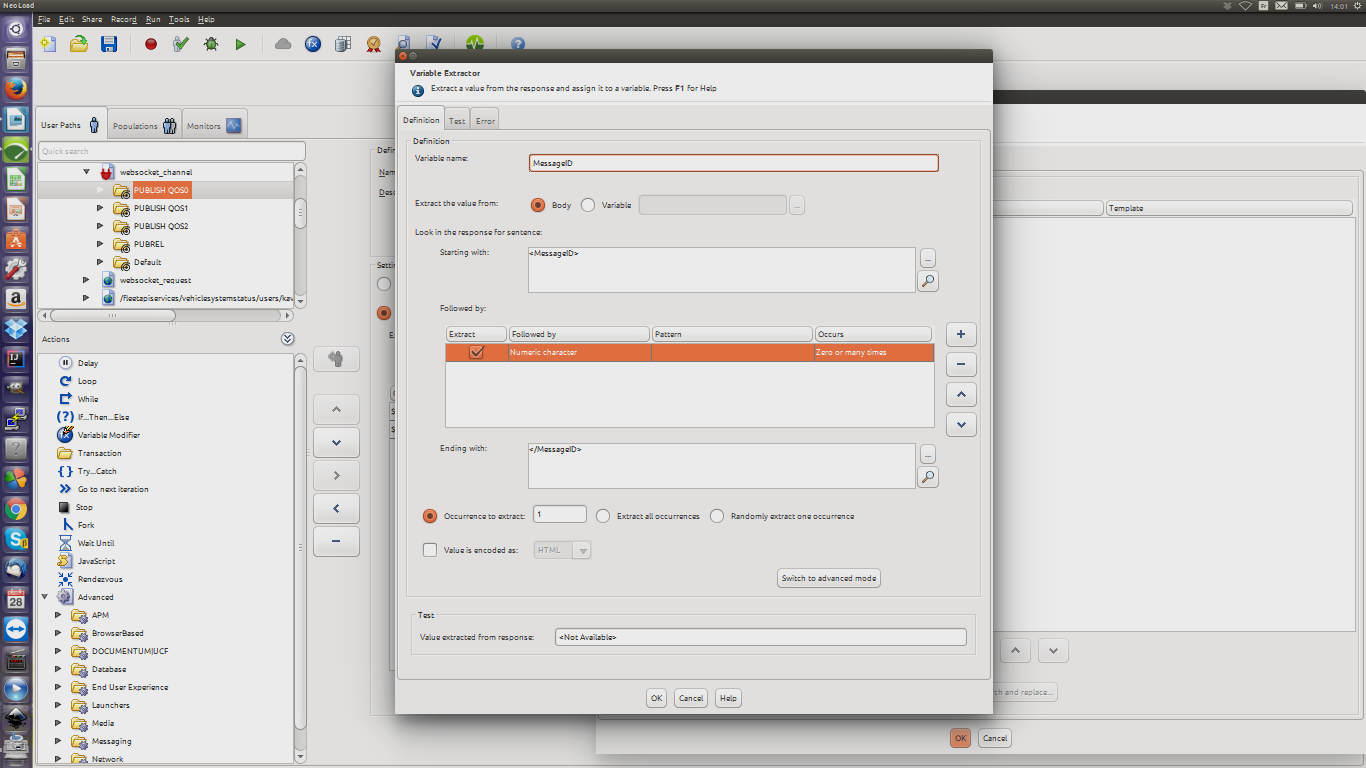 NeoLoad
14:01
File Edit Share Record Run Tools Help
Variable Extractor
Extract a value from the response and assign it to a variable. Press F1 for Help
Definition Test Error
User Paths Populations Monitors
Quick search
websocket_channel
PUBLISH QOS0
PUBLISH QOS1
PUBLISH QOS2
PUBREL
Default
websocket_request
/fleetapiservices/vehiclesystemstatus/users/kav
Actions
Delay
Loop
While
If...Then...Else
Variable Modifier
Transaction
Try...Catch
Go to next iteration
Stop
Fork
Wait Until
JavaScript
Rendezvous
Advanced
APM
BrowserBased
DOCUMENTUM|UCF
Database
End User Experience
Launchers
Media
Messaging
Network
28
Definition
Variable name: MessageID
Extract the value from: Body Variable ...
Look in the response for sentence:
Starting with: <MessageID> ...
Followed by:
Extract Followed by Pattern Occurs
Numeric character Zero or many times
Ending with: </MessageID> ...
Occurrence to extract: 1 Extract all occurrences Randomly extract one occurrence
Value is encoded as: HTML
Switch to advanced mode
Test
Value extracted from response: <Not Available>
OK Cancel Help
Template
and replace...
OK Cancel